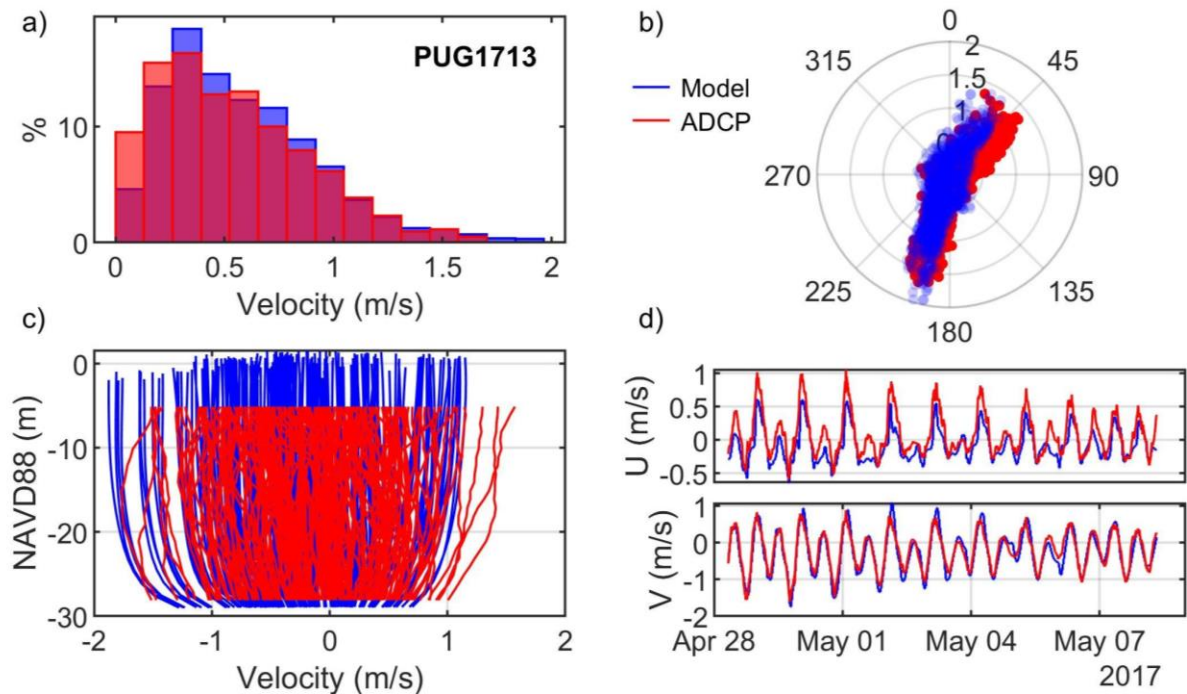 a)
PUG1713
%
10
0
0 0.5 1 1.5 2
Velocity (m/s)
b)
Model
ADCP
0
45
90
135
180
225
270
315
2
1.5
1
c)
NAVD88 (m)
0
-10
-20
-30
-2 -1 0 1 2
Velocity (m/s)
d)
U (m/s)
1
0.5
0
-0.5
V (m/s)
1
0
-1
-2
Apr 28 May 01 May 04 May 07
2017